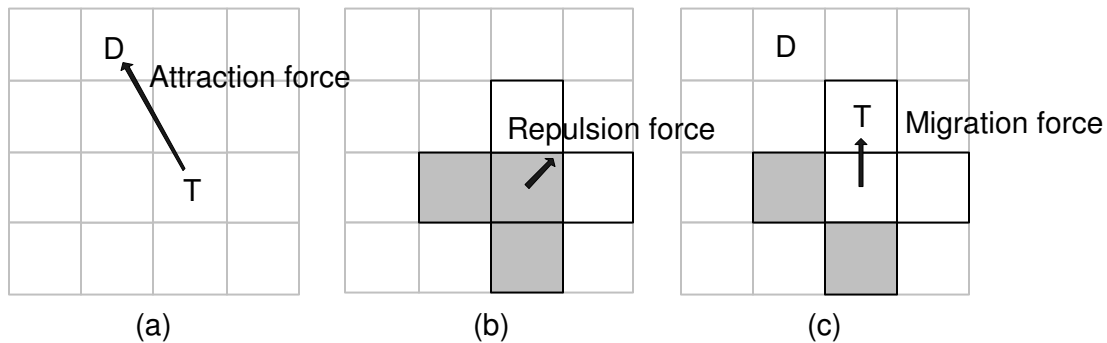 D
Attraction force
T
(a)
Repulsion force
(b)
D
T
Migration force
(c)